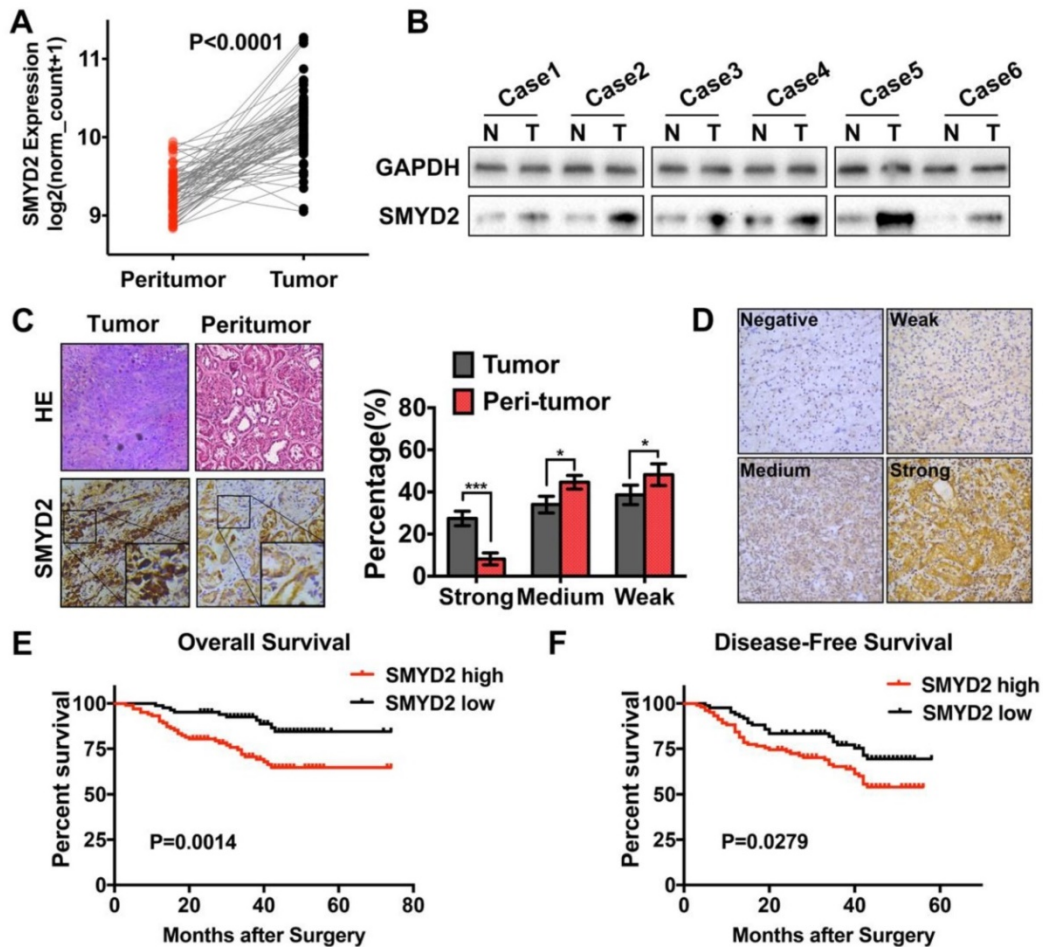 A
SMYD2 Expression
log2(norm_count+1)
P<0.0001
11
10
9
Peritumor Tumor
B
Case1 Case2 Case3 Case4 Case5 Case6
N T N T N T N T N T N T
GAPDH
SMYD2
C
Tumor Peritumor
HE
SMYD2
Tumor
Peri-tumor
Percentage(%)
80
60
40
20
0
*** * *
Strong Medium Weak
D
Negative Weak
Medium Strong
E
Overall Survival
SMYD2 high
SMYD2 low
Percent survival
100
75
50
25
0
P=0.0014
0 20 40 60 80
Months after Surgery
F
Disease-Free Survival
SMYD2 high
SMYD2 low
Percent survival
100
75
50
25
0
P=0.0279
0 20 40 60
Months after Surgery